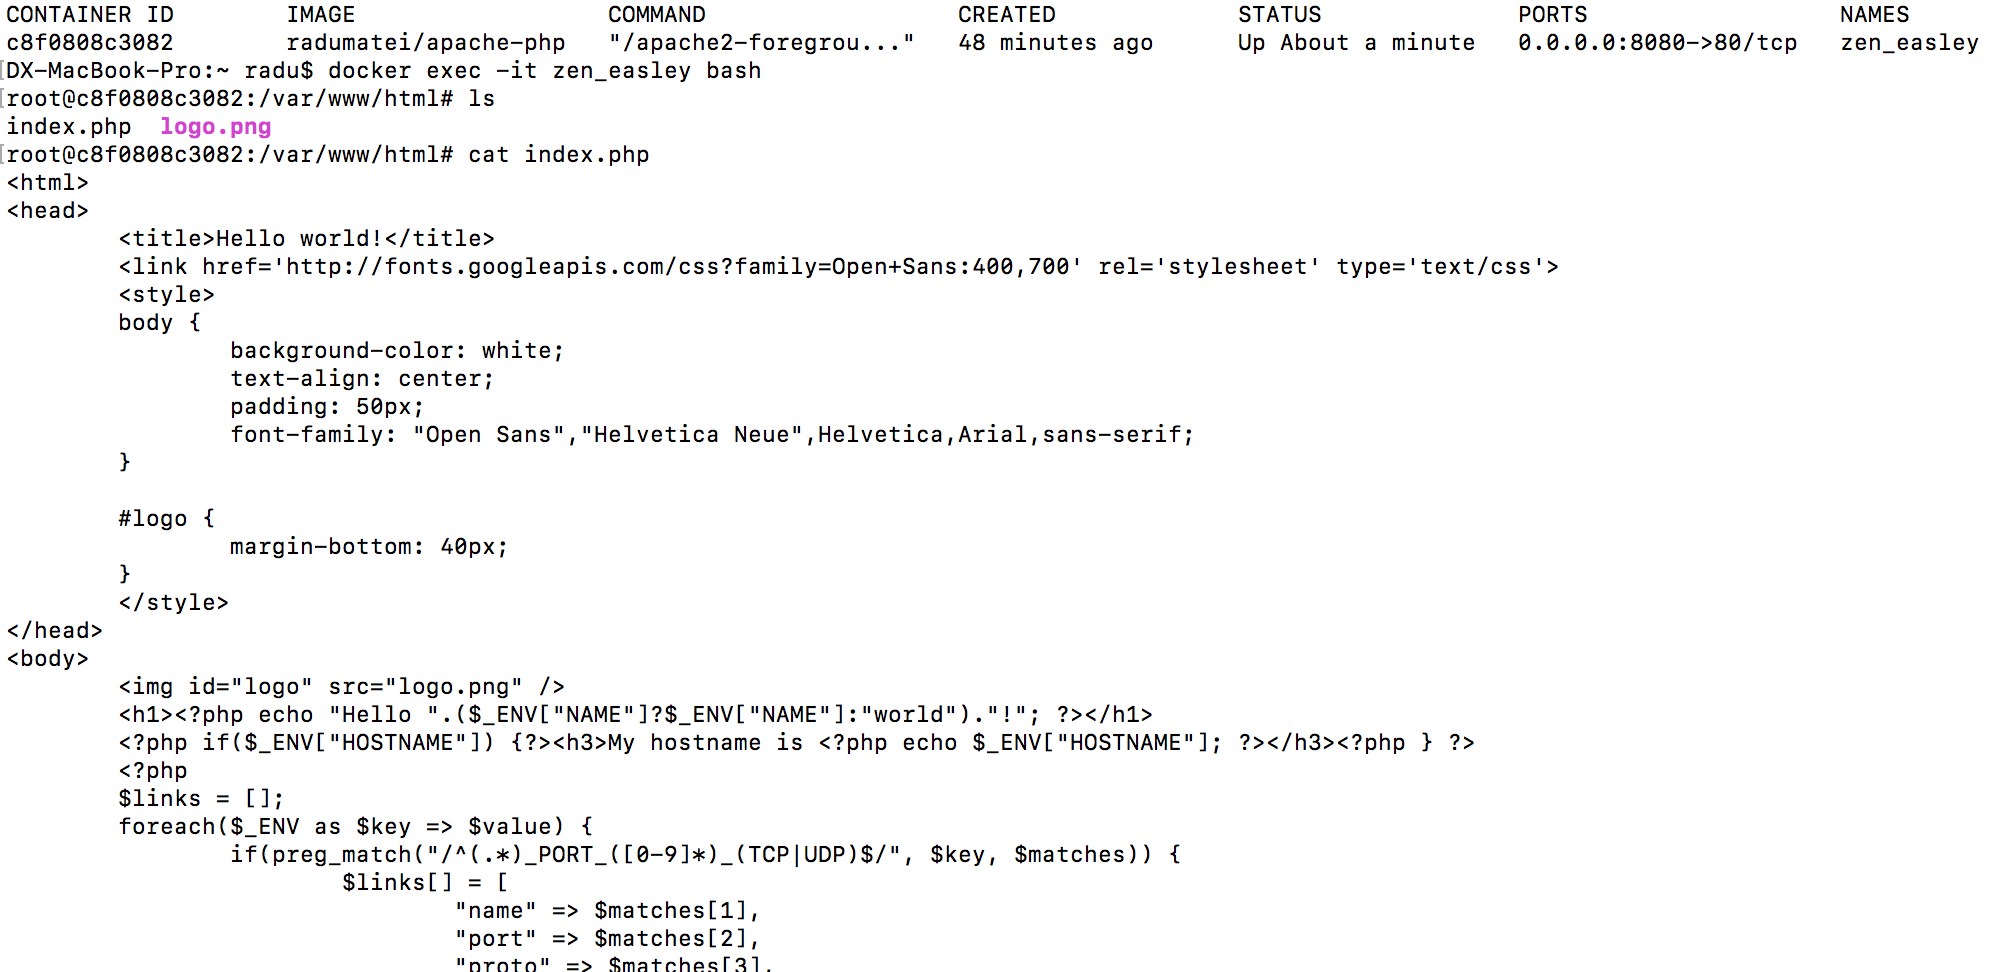 CONTAINER ID        IMAGE                  COMMAND                  CREATED             STATUS              PORTS                  NAMES
c8f0808c3082        radumatei/apache-php   "/apache2-foregrou..."   48 minutes ago      Up About a minute   0.0.0.0:8080->80/tcp   zen_easley
[DX-MacBook-Pro:~ radu$ docker exec -it zen_easley bash
[root@c8f0808c3082:/var/www/html# ls
index.php  logo.png
[root@c8f0808c3082:/var/www/html# cat index.php
<html>
<head>
        <title>Hello world!</title>
        <link href='http://fonts.googleapis.com/css?family=Open+Sans:400,700' rel='stylesheet' type='text/css'>
        <style>
        body {
                background-color: white;
                text-align: center;
                padding: 50px;
                font-family: "Open Sans","Helvetica Neue",Helvetica,Arial,sans-serif;
        }

        #logo {
                margin-bottom: 40px;
        }
        </style>
</head>
<body>
        <img id="logo" src="logo.png" />
        <h1><?php echo "Hello ".($_ENV["NAME"]?$_ENV["NAME"]:"world")."!"; ?></h1>
        <?php if($_ENV["HOSTNAME"]) {?><h3>My hostname is <?php echo $_ENV["HOSTNAME"]; ?></h3><?php } ?>
        <?php
        $links = [];
        foreach($_ENV as $key => $value) {
                if(preg_match("/^(.*)_PORT_([0-9]*)_(TCP|UDP)$/", $key, $matches)) {
                        $links[] = [
                                "name" => $matches[1],
                                "port" => $matches[2],
                                "proto" => $matches[3],